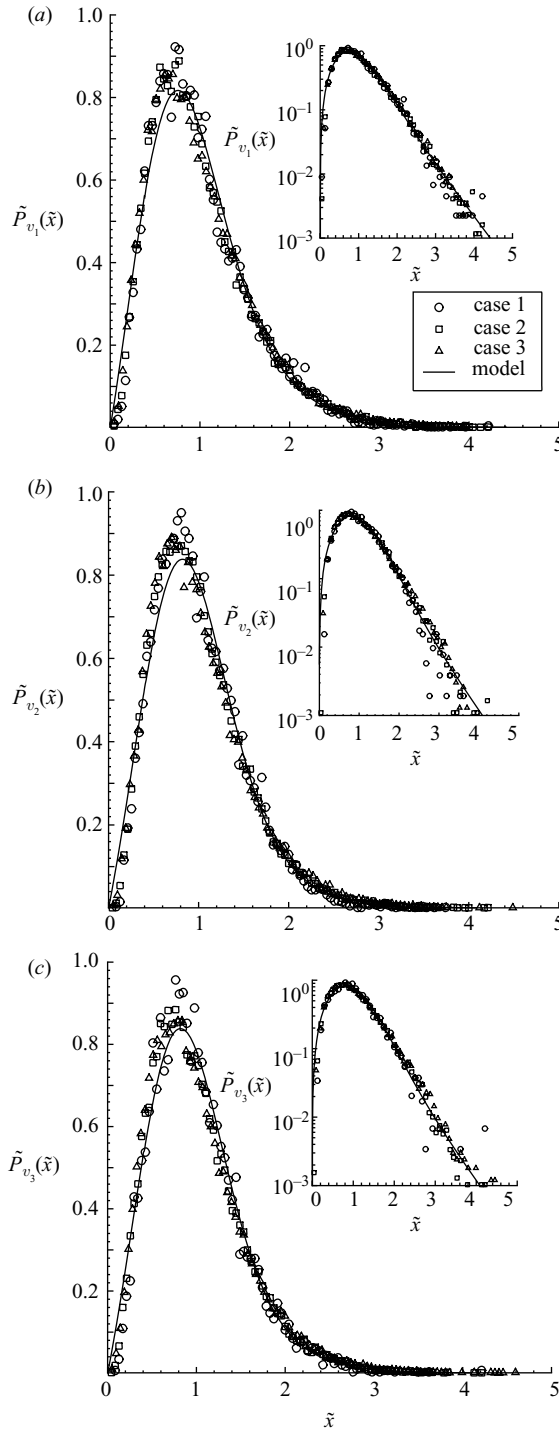 (a)
1.0
0.8
0.6
0.4
0.2
P̃v₁(x̃)
0 1 2 3 4 5
10⁰
10⁻¹
10⁻²
10⁻³
P̃v₁(x̃)
0 1 2 3 4 5
x̃
case 1
case 2
case 3
model
(b)
1.0
0.8
0.6
0.4
0.2
P̃v₂(x̃)
0 1 2 3 4 5
10⁰
10⁻¹
10⁻²
10⁻³
P̃v₂(x̃)
0 1 2 3 4 5
x̃
(c)
1.0
0.8
0.6
0.4
0.2
P̃v₃(x̃)
0 1 2 3 4 5
x̃
10⁰
10⁻¹
10⁻²
10⁻³
P̃v₃(x̃)
0 1 2 3 4 5
x̃